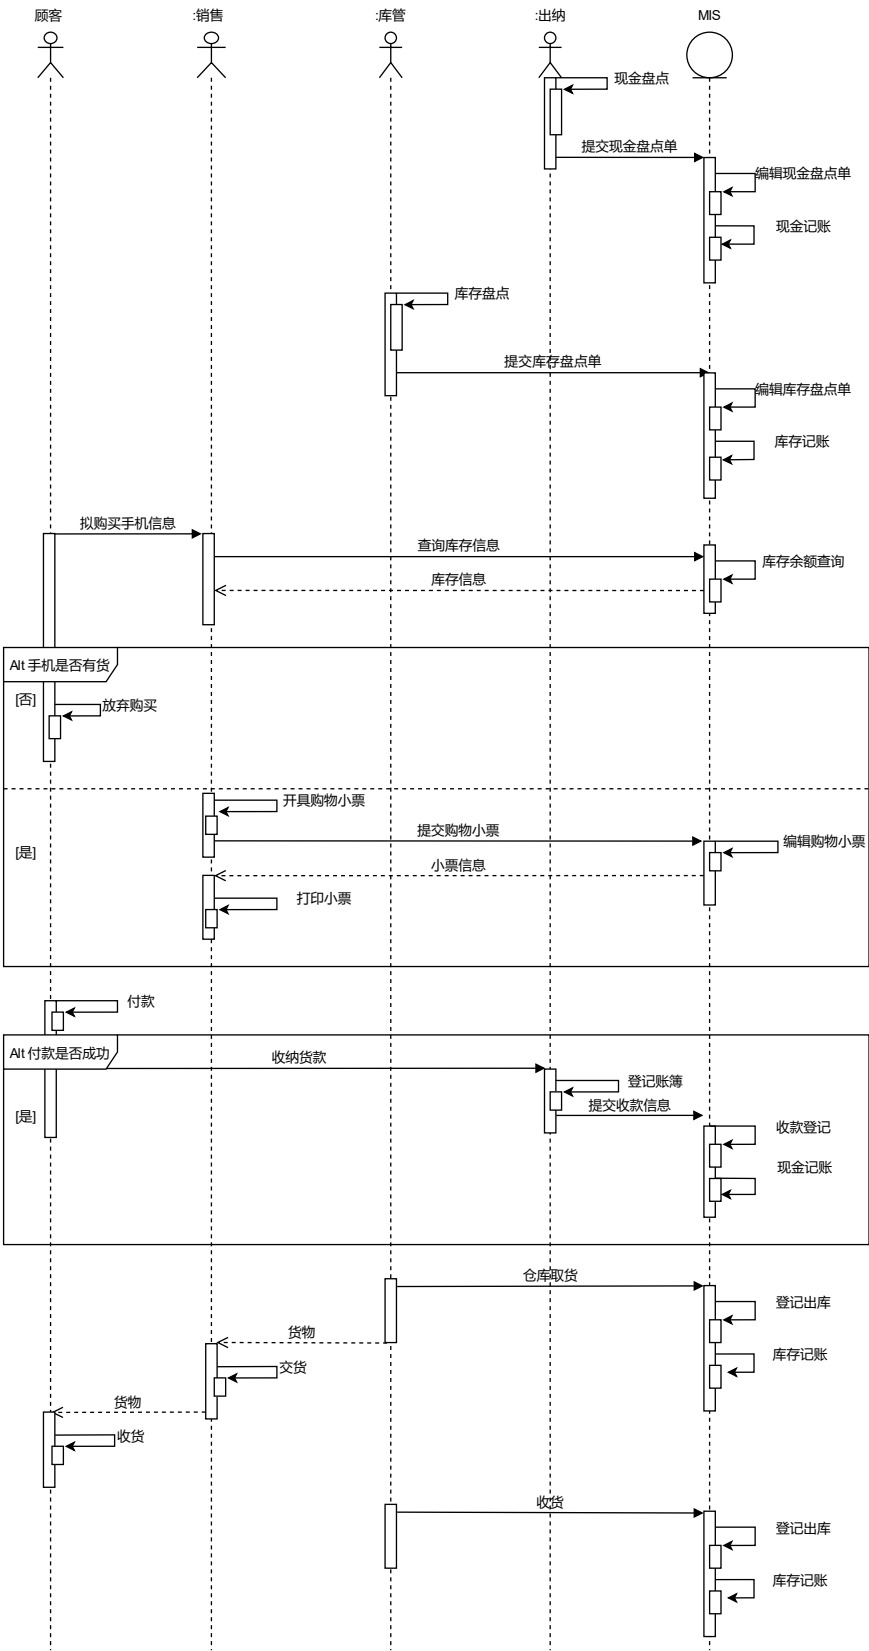 顾客
:销售
:库管
:出纳
MIS
现金盘点
提交现金盘点单
编辑现金盘点单
现金记账
库存盘点
提交库存盘点单
编辑库存盘点单
库存记账
拟购买手机信息
查询库存信息
库存余额查询
库存信息
Alt 手机是否有货
[否]
放弃购买
开具购物小票
提交购物小票
编辑购物小票
[是]
小票信息
打印小票
付款
Alt 付款是否成功
收纳货款
登记账簿
提交收款信息
[是]
收款登记
现金记账
仓库取货
登记出库
货物
库存记账
交货
货物
收货
收货
登记出库
库存记账